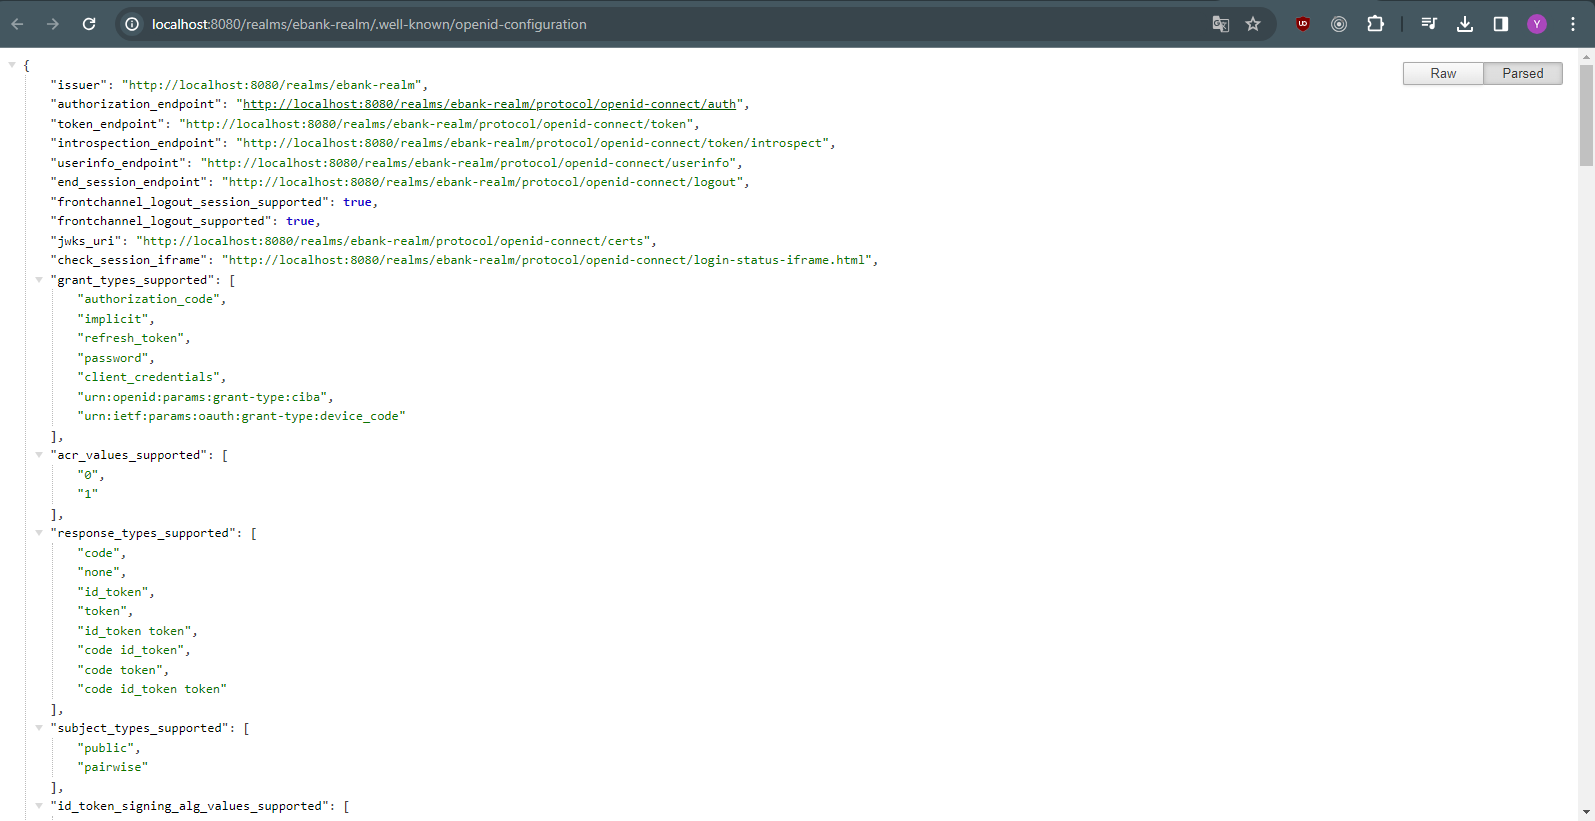 localhost:8080/realms/ebank-realm/.well-known/openid-configuration
Y
Raw
Parsed
{
"issuer": "http://localhost:8080/realms/ebank-realm",
"authorization_endpoint": "http://localhost:8080/realms/ebank-realm/protocol/openid-connect/auth",
"token_endpoint": "http://localhost:8080/realms/ebank-realm/protocol/openid-connect/token",
"introspection_endpoint": "http://localhost:8080/realms/ebank-realm/protocol/openid-connect/token/introspect",
"userinfo_endpoint": "http://localhost:8080/realms/ebank-realm/protocol/openid-connect/userinfo",
"end_session_endpoint": "http://localhost:8080/realms/ebank-realm/protocol/openid-connect/logout",
"frontchannel_logout_session_supported": true,
"frontchannel_logout_supported": true,
"jwks_uri": "http://localhost:8080/realms/ebank-realm/protocol/openid-connect/certs",
"check_session_iframe": "http://localhost:8080/realms/ebank-realm/protocol/openid-connect/login-status-iframe.html",
"grant_types_supported": [
"authorization_code",
"implicit",
"refresh_token",
"password",
"client_credentials",
"urn:openid:params:grant-type:ciba",
"urn:ietf:params:oauth:grant-type:device_code"
],
"acr_values_supported": [
"0",
"1"
],
"response_types_supported": [
"code",
"none",
"id_token",
"token",
"id_token token",
"code id_token",
"code token",
"code id_token token"
],
"subject_types_supported": [
"public",
"pairwise"
],
"id_token_signing_alg_values_supported": [